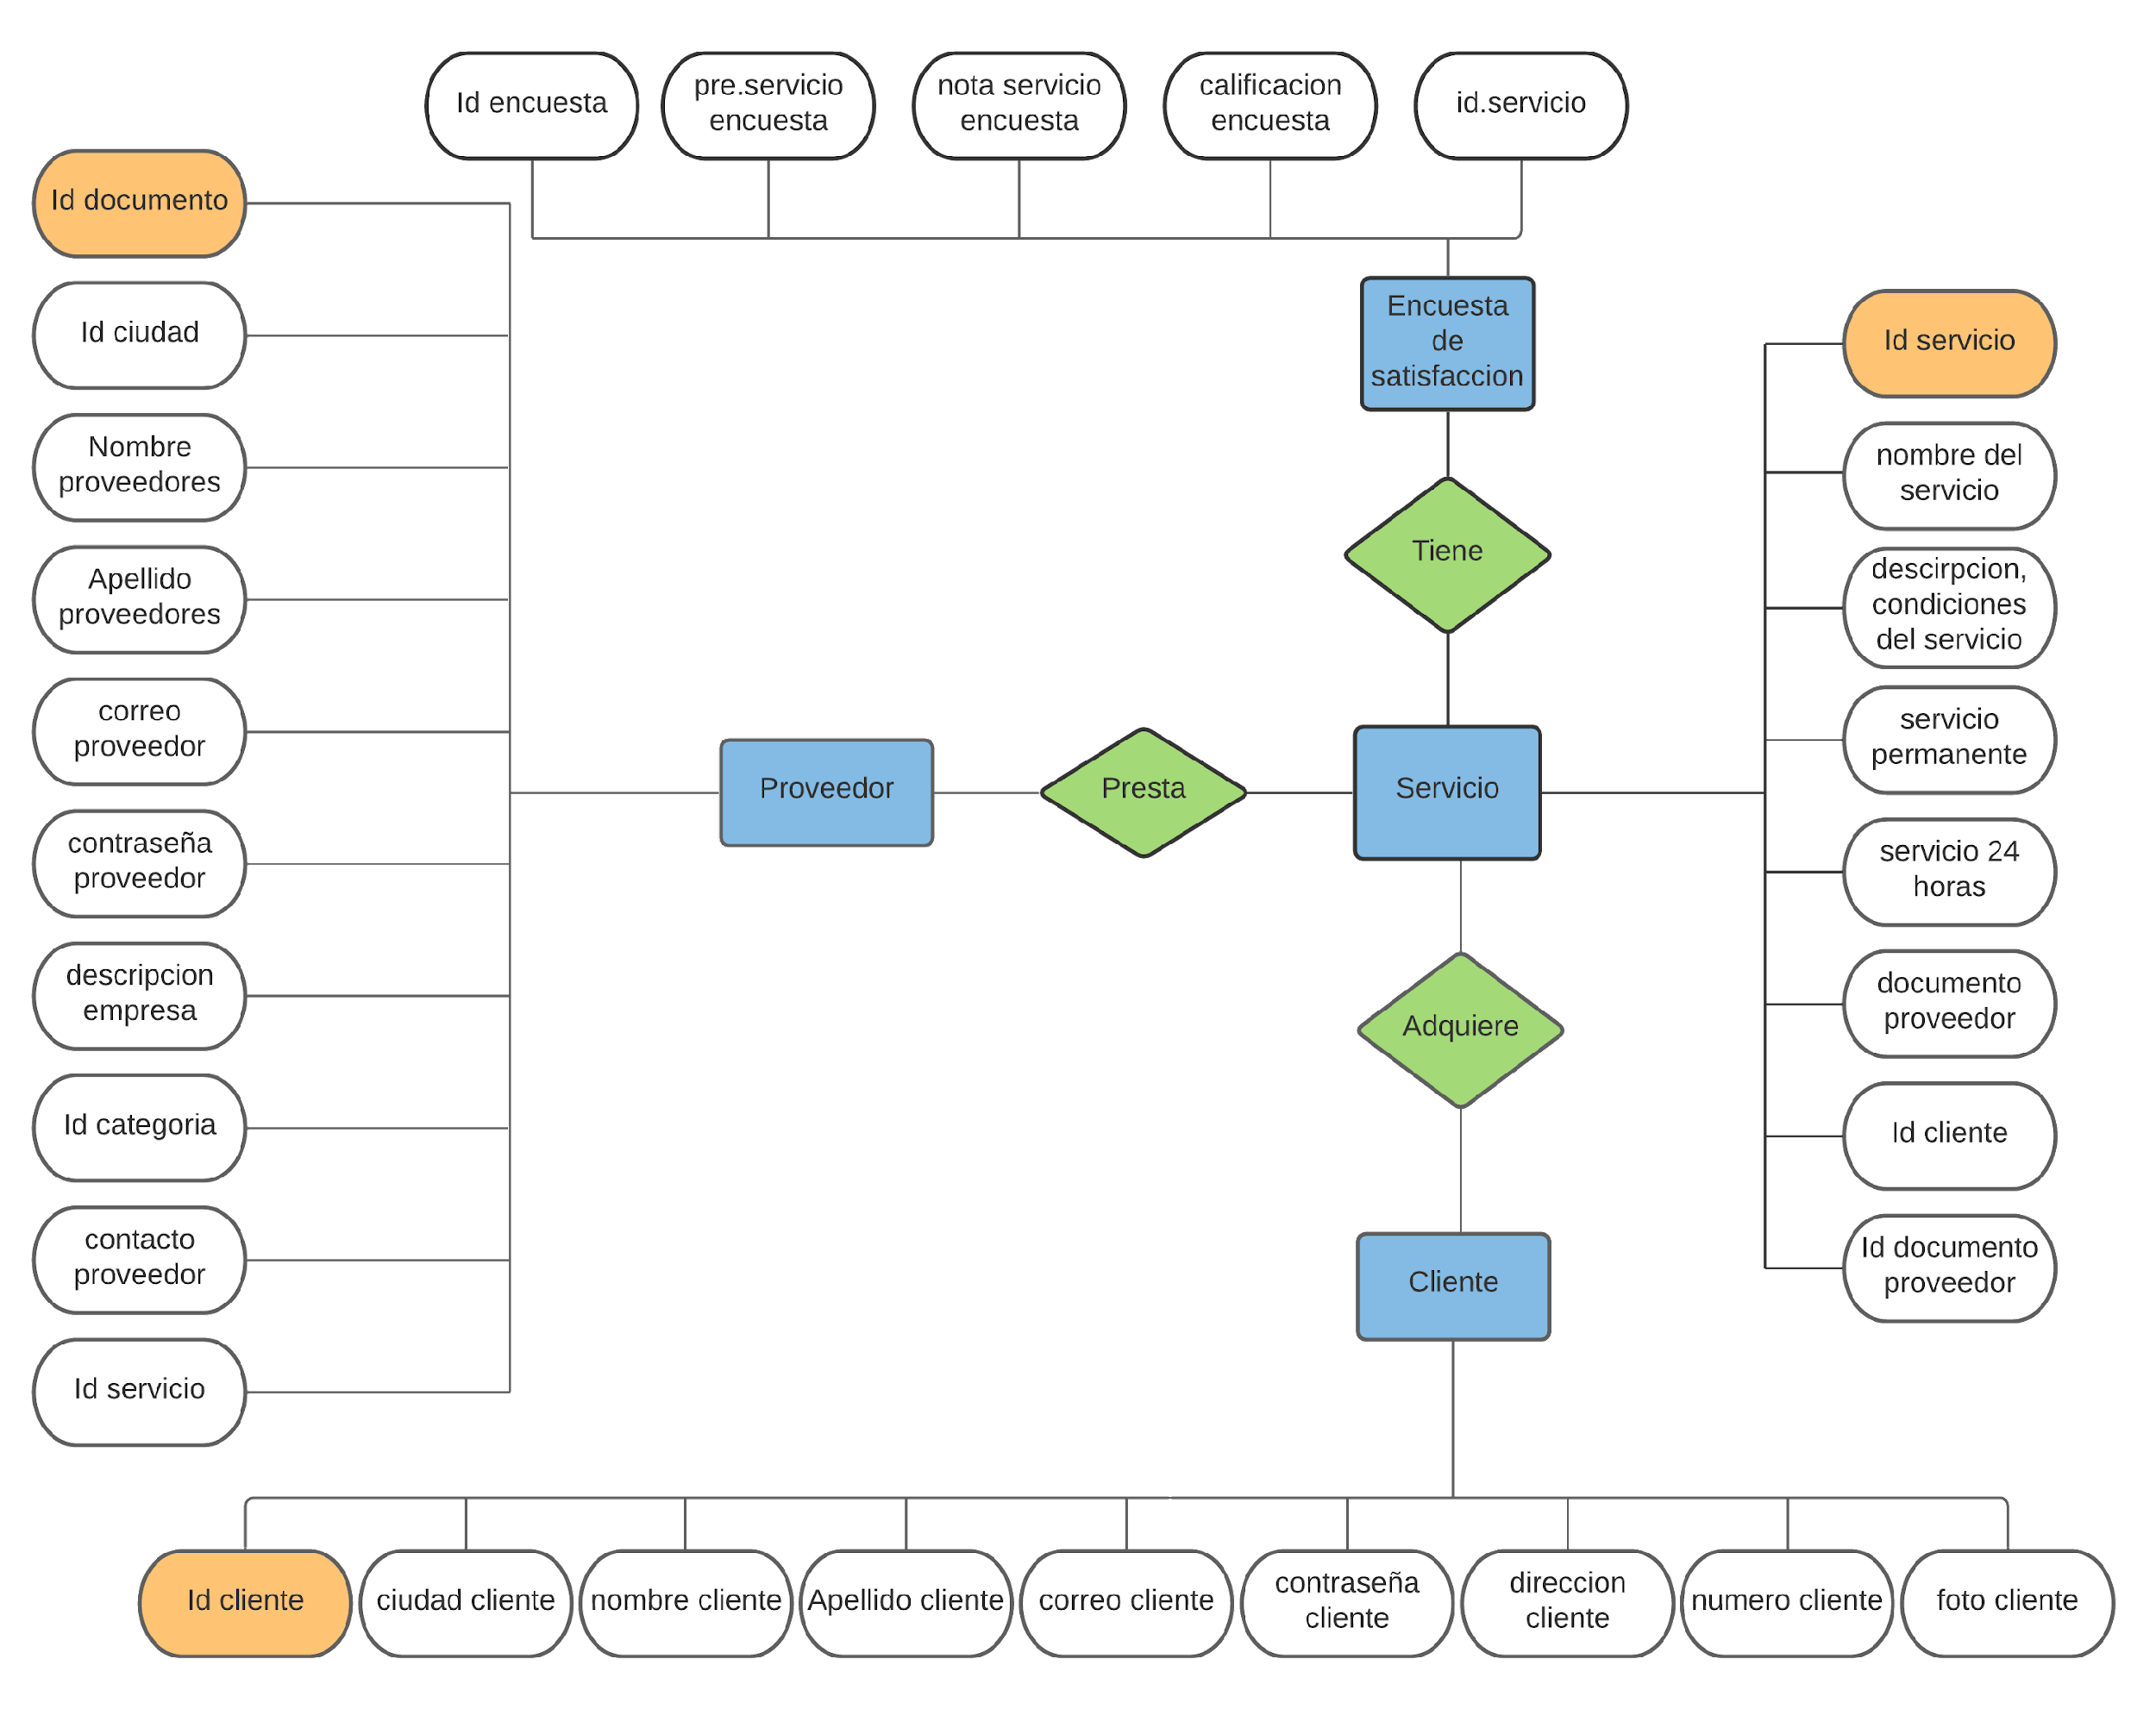 Id encuesta
pre.servicio
encuesta
nota servicio
encuesta
calificacion
encuesta
id.servicio
Id documento
Id ciudad
Nombre
proveedores
Apellido
proveedores
correo
proveedor
contraseña
proveedor
descripcion
empresa
Id categoria
contacto
proveedor
Id servicio
Encuesta
de
satisfaccion
Tiene
Proveedor
Presta
Servicio
Adquiere
Cliente
Id servicio
nombre del
servicio
descirpcion,
condiciones
del servicio
servicio
permanente
servicio 24
horas
documento
proveedor
Id cliente
Id documento
proveedor
Id cliente
ciudad cliente
nombre cliente
Apellido cliente
correo cliente
contraseña
cliente
direccion
cliente
numero cliente
foto cliente